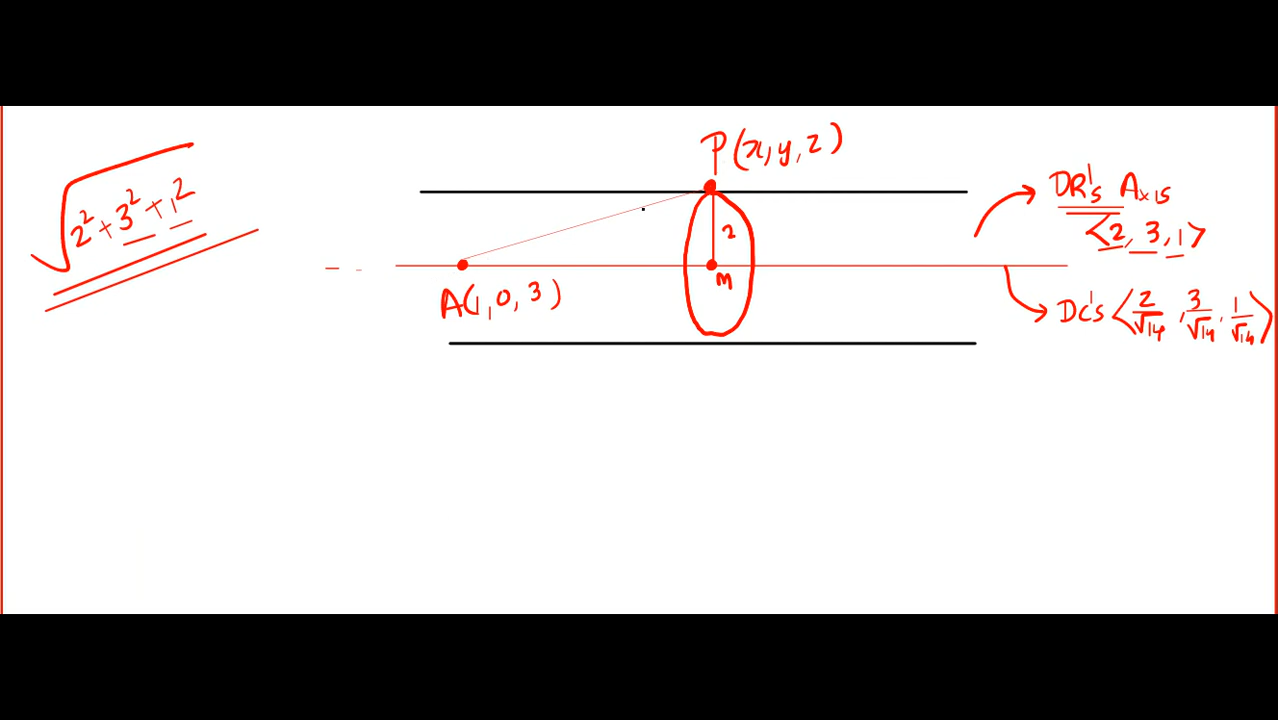 √2² + 3² + 1²
P(x, y, z)
2
M
A(1, 0, 3)
DR's Axis
<2, 3, 1>
DC's <2/√14, 3/√14, 1/√14>